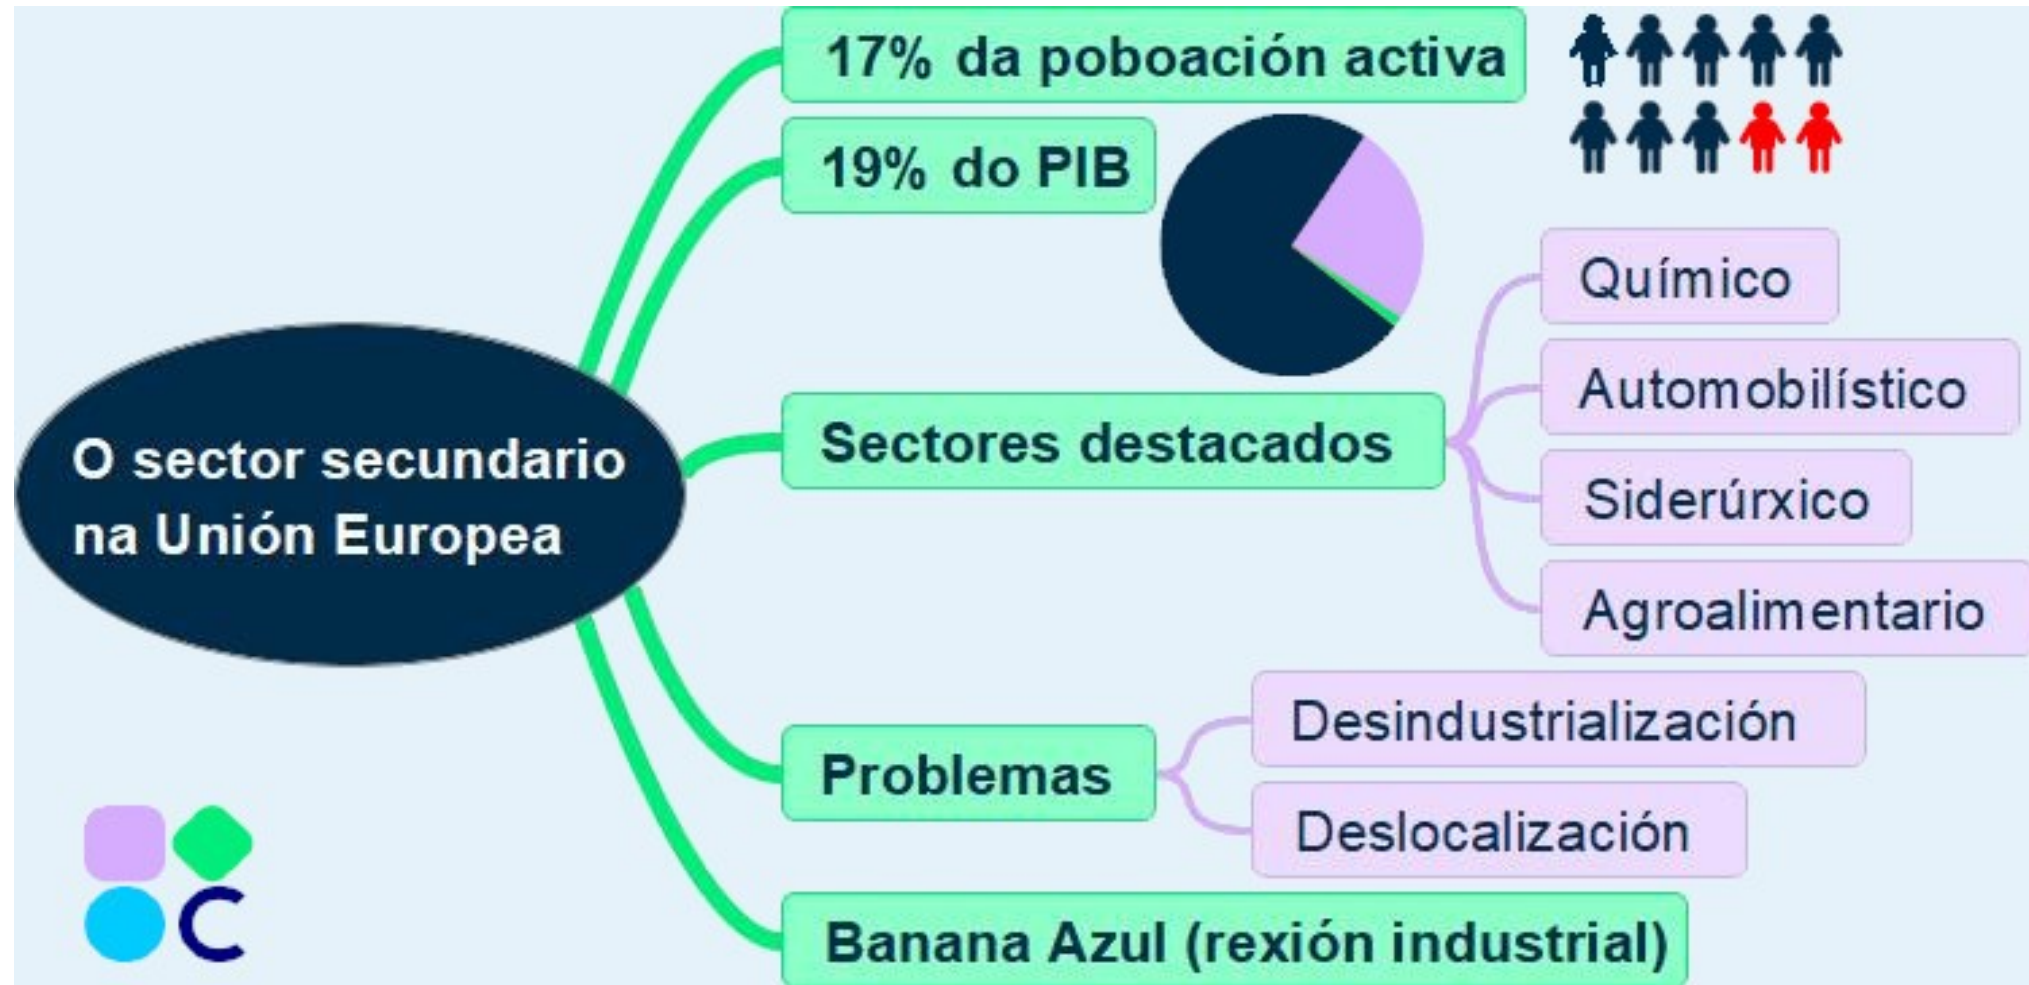 17% da poboación activa
19% do PIB
O sector secundario
na Unión Europea
Sectores destacados
Químico
Automobilístico
Siderúrxico
Agroalimentario
Problemas
Desindustrialización
Deslocalización
Banana Azul (rexión industrial)